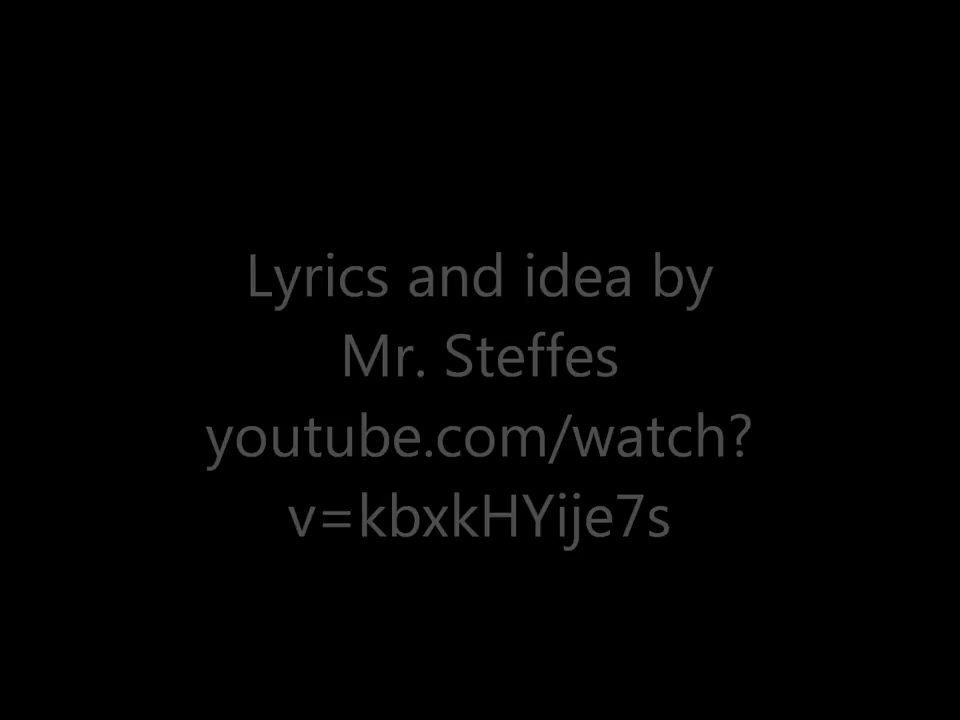 Lyrics and idea by
Mr. Steffes
youtube.com/watch?
v=kbxkHYije7s